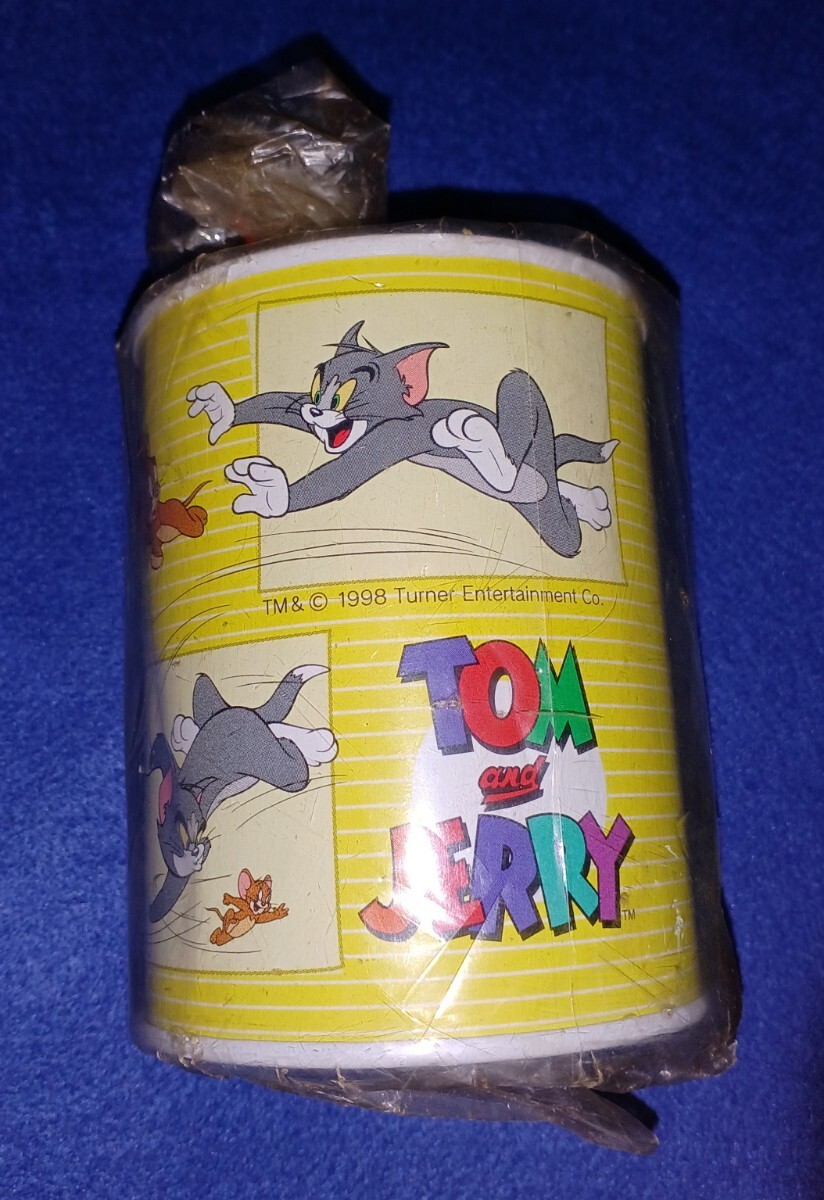 TM & © 1998 Turner Entertainment Co.
TOM
and
JERRY
TM